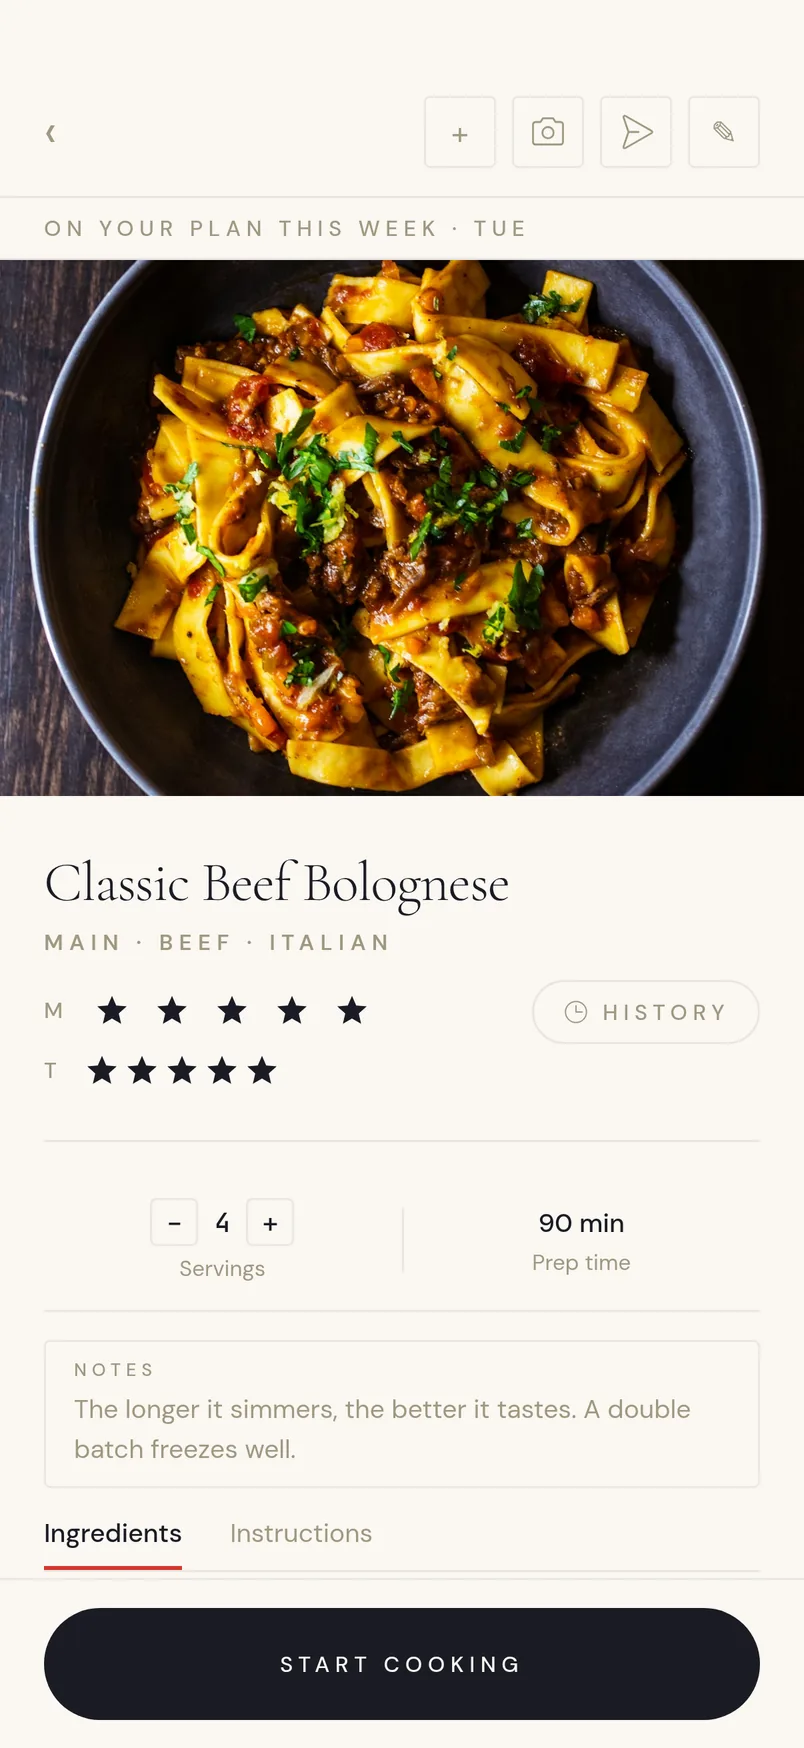 ON YOUR PLAN THIS WEEK · TUE
Classic Beef Bolognese
MAIN · BEEF · ITALIAN
M
HISTORY
T
− 4 +
90 min
Servings
Prep time
NOTES
The longer it simmers, the better it tastes. A double
batch freezes well.
Ingredients
Instructions
START COOKING